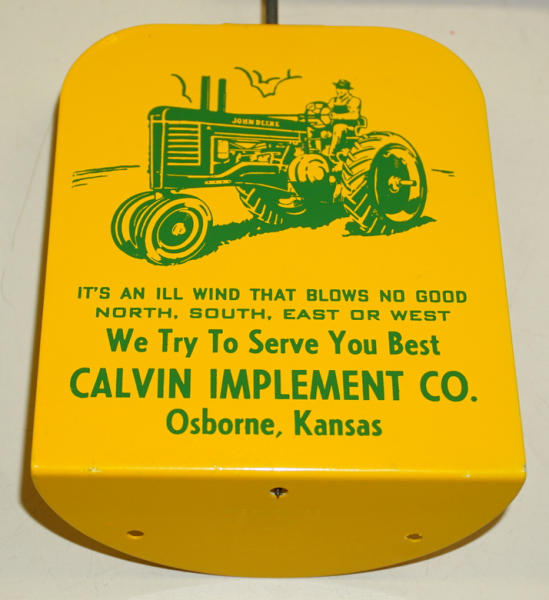 JOHN DEERE
IT'S AN ILL WIND THAT BLOWS NO GOOD
NORTH, SOUTH, EAST OR WEST
We Try To Serve You Best
CALVIN IMPLEMENT CO.
Osborne, Kansas